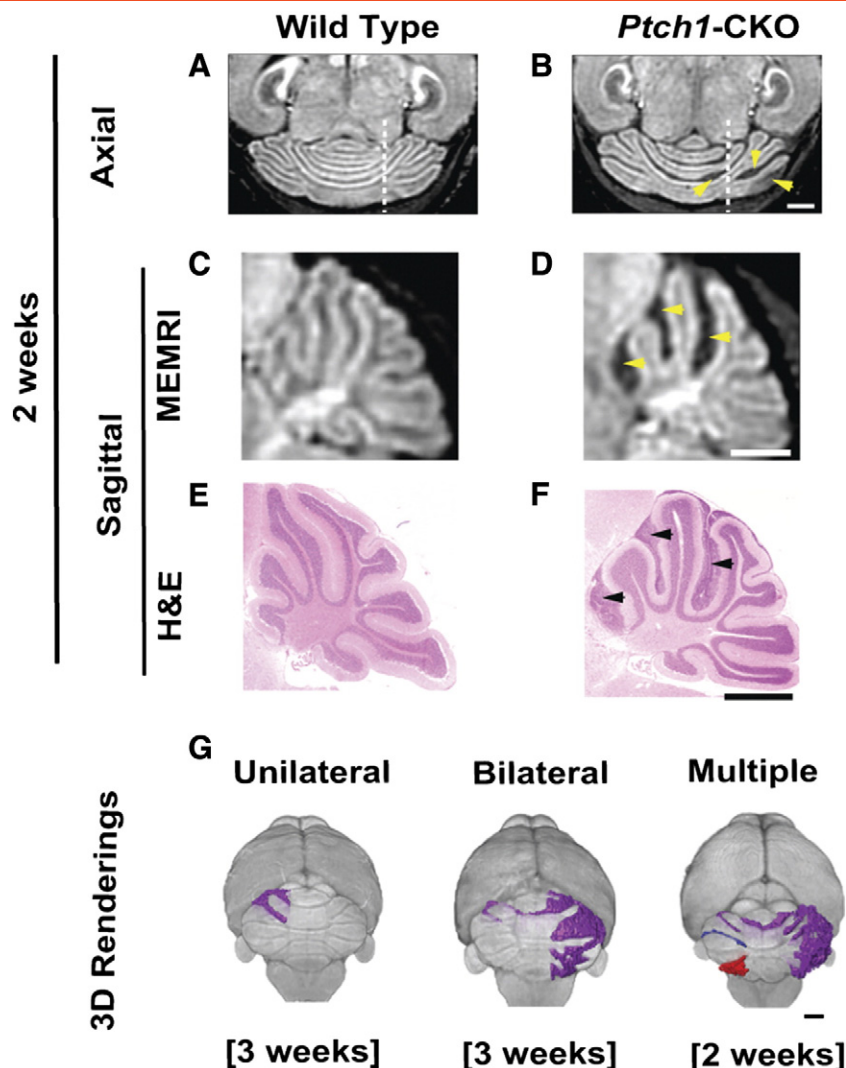 Wild Type
Ptch1-CKO
A
B
Axial
C
D
2 weeks
MEMRI
Sagittal
E
F
H&E
G
Unilateral
Bilateral
Multiple
3D Renderings
[3 weeks]
[3 weeks]
[2 weeks]